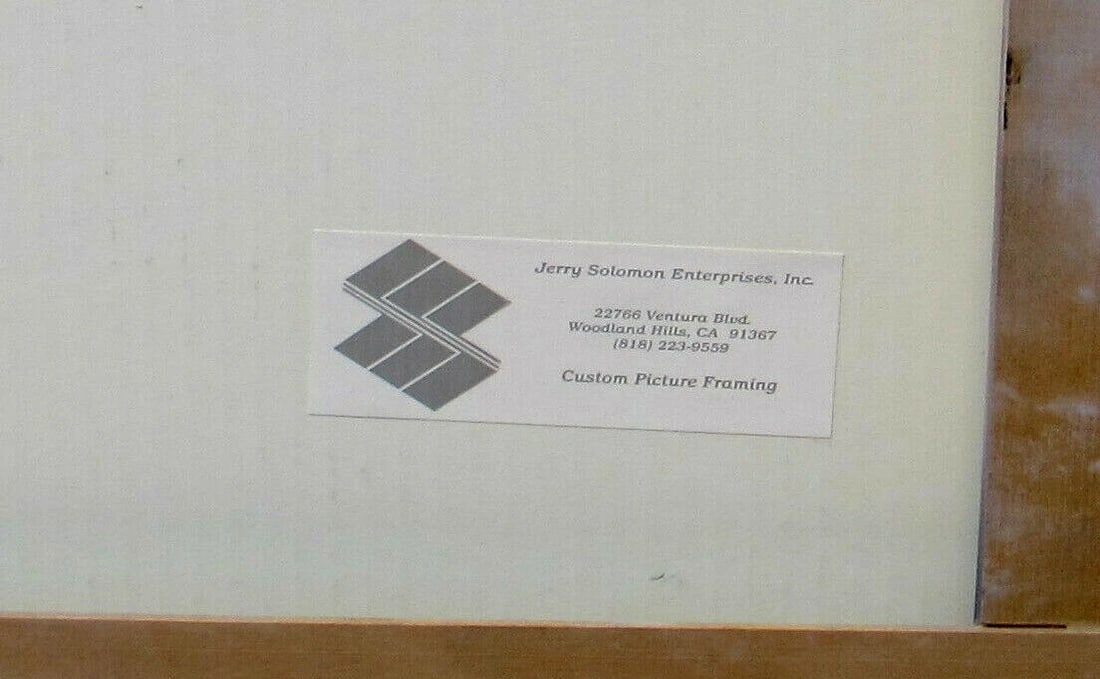 Jerry Solomon Enterprises, Inc.
22766 Ventura Blvd.
Woodland Hills, CA 91367
(818) 223-9559
Custom Picture Framing